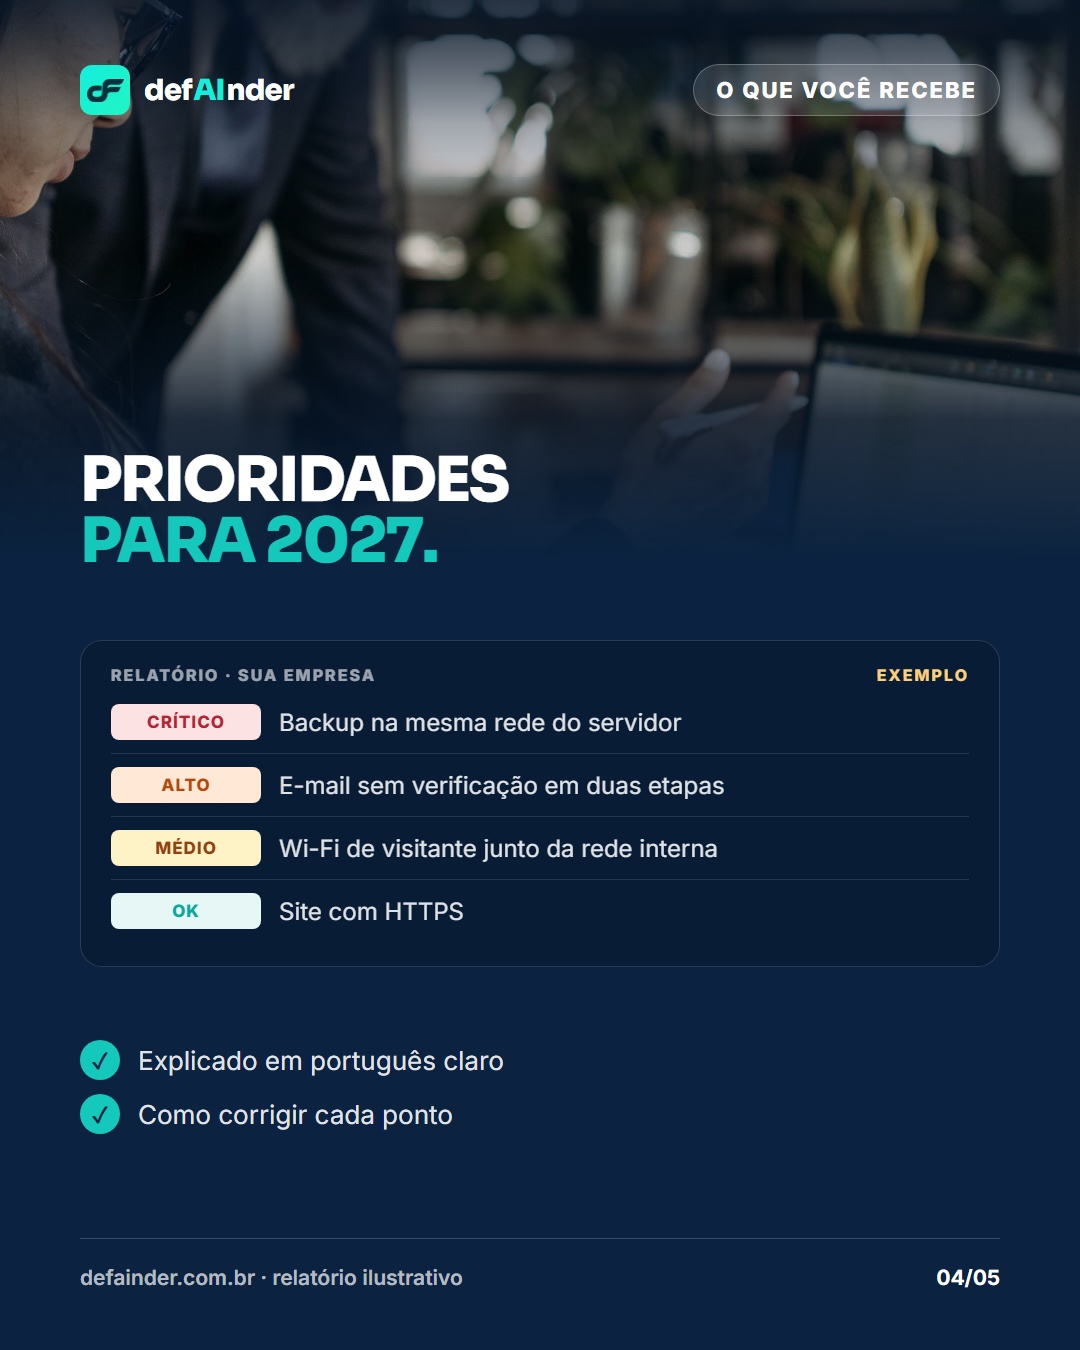 defAInder
O QUE VOCÊ RECEBE
PRIORIDADES
PARA 2027.
RELATÓRIO · SUA EMPRESA
EXEMPLO
CRÍTICO Backup na mesma rede do servidor
ALTO E-mail sem verificação em duas etapas
MÉDIO Wi-Fi de visitante junto da rede interna
OK Site com HTTPS
Explicado em português claro
Como corrigir cada ponto
defainder.com.br · relatório ilustrativo
04/05